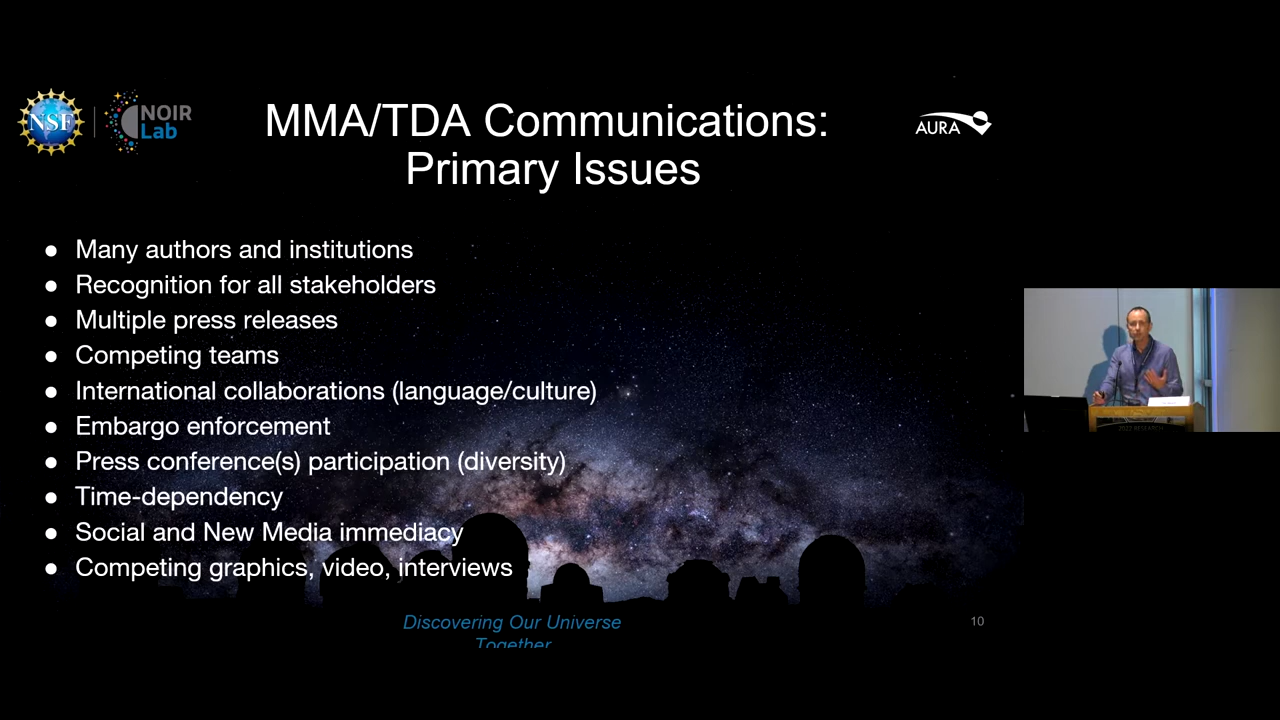 NSF
NOIR
Lab
AURA
MMA/TDA Communications:
Primary Issues
● Many authors and institutions
● Recognition for all stakeholders
● Multiple press releases
● Competing teams
● International collaborations (language/culture)
● Embargo enforcement
● Press conference(s) participation (diversity)
● Time-dependency
● Social and New Media immediacy
● Competing graphics, video, interviews
Discovering Our Universe
Together
10